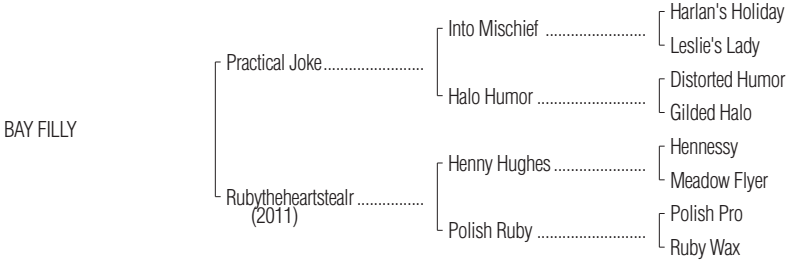 Harlan's Holiday
Into Mischief ........................
Leslie's Lady
Practical Joke........................
Distorted Humor
Halo Humor ..........................
Gilded Halo
BAY FILLY
Hennessy
Henny Hughes ......................
Meadow Flyer
Rubytheheartstealr ................
(2011)
Polish Pro
Polish Ruby ..........................
Ruby Wax